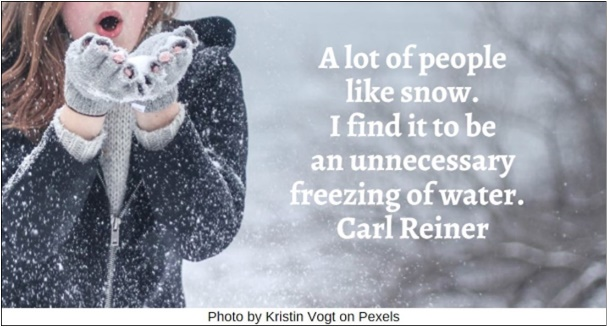 A lot of people
like snow.
I find it to be
an unnecessary
freezing of water.
Carl Reiner
Photo by Kristin Vogt on Pexels